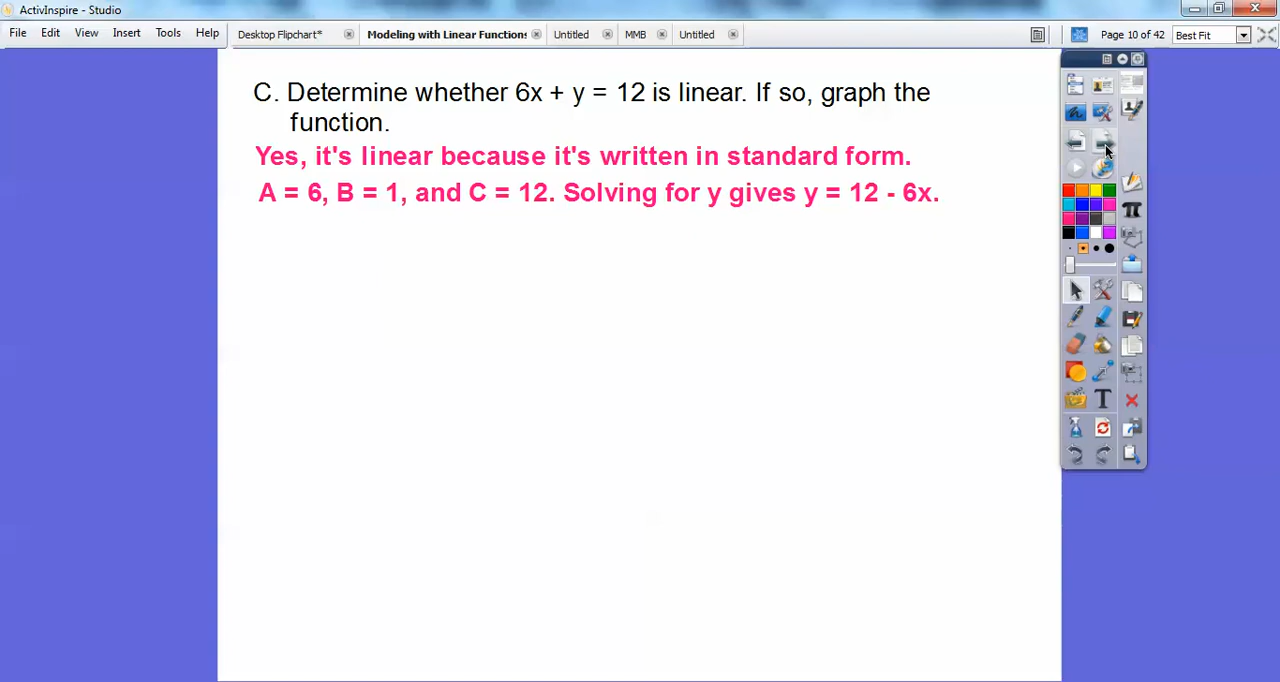 ActivInspire - Studio
File Edit View Insert Tools Help
Desktop Flipchart* Modeling with Linear Functions Untitled MMB Untitled
Page 10 of 42 Best Fit
C. Determine whether 6x + y = 12 is linear. If so, graph the
function.
Yes, it's linear because it's written in standard form.
A = 6, B = 1, and C = 12. Solving for y gives y = 12 - 6x.